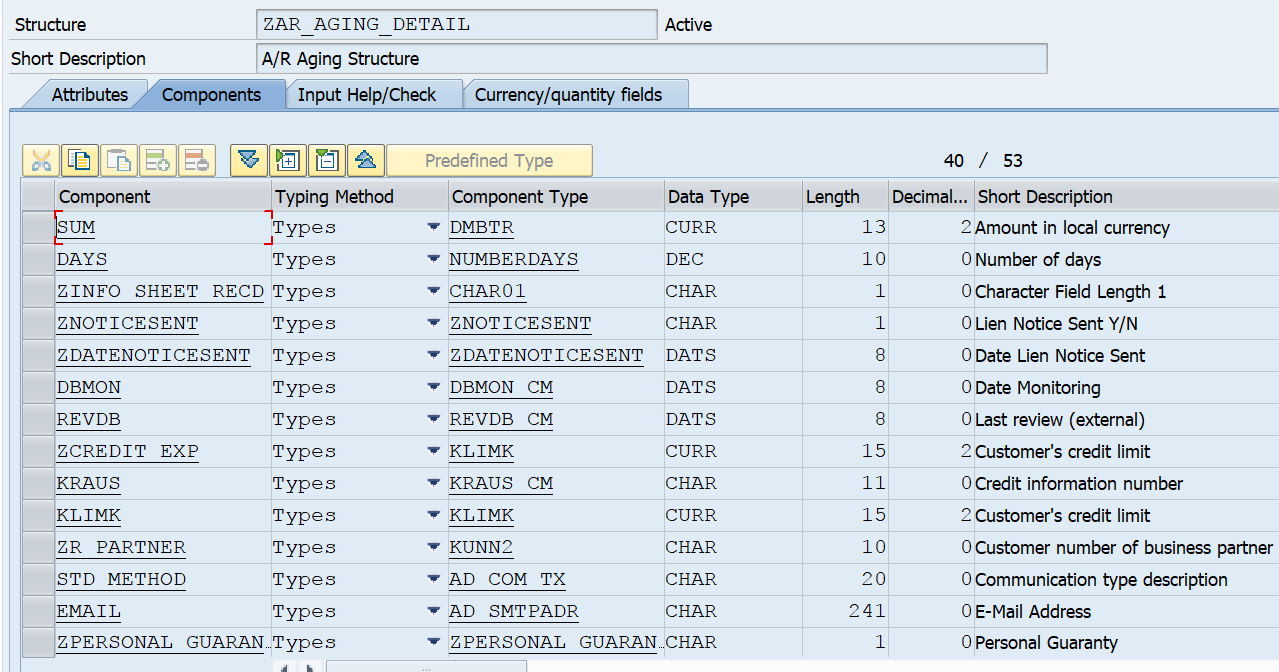 Structure ZAR_AGING_DETAIL Active
Short Description A/R Aging Structure
Attributes Components Input Help/Check Currency/quantity fields
Predefined Type 40 / 53
Component Typing Method Component Type Data Type Length Decimal... Short Description
SUM Types DMBTR CURR 13 2 Amount in local currency
DAYS Types NUMBERDAYS DEC 10 0 Number of days
ZINFO_SHEET_RECD Types CHAR01 CHAR 1 0 Character Field Length 1
ZNOTICESENT Types ZNOTICESENT CHAR 1 0 Lien Notice Sent Y/N
ZDATENOTICESENT Types ZDATENOTICESENT DATS 8 0 Date Lien Notice Sent
DBMON Types DBMON_CM DATS 8 0 Date Monitoring
REVDB Types REVDB_CM DATS 8 0 Last review (external)
ZCREDIT_EXP Types KLIMK CURR 15 2 Customer's credit limit
KRAUS Types KRAUS_CM CHAR 11 0 Credit information number
KLIMK Types KLIMK CURR 15 2 Customer's credit limit
ZR_PARTNER Types KUNN2 CHAR 10 0 Customer number of business partner
STD_METHOD Types AD_COM_TX CHAR 20 0 Communication type description
EMAIL Types AD_SMTPADR CHAR 241 0 E-Mail Address
ZPERSONAL_GUARAN... Types ZPERSONAL_GUARAN... CHAR 1 0 Personal Guaranty